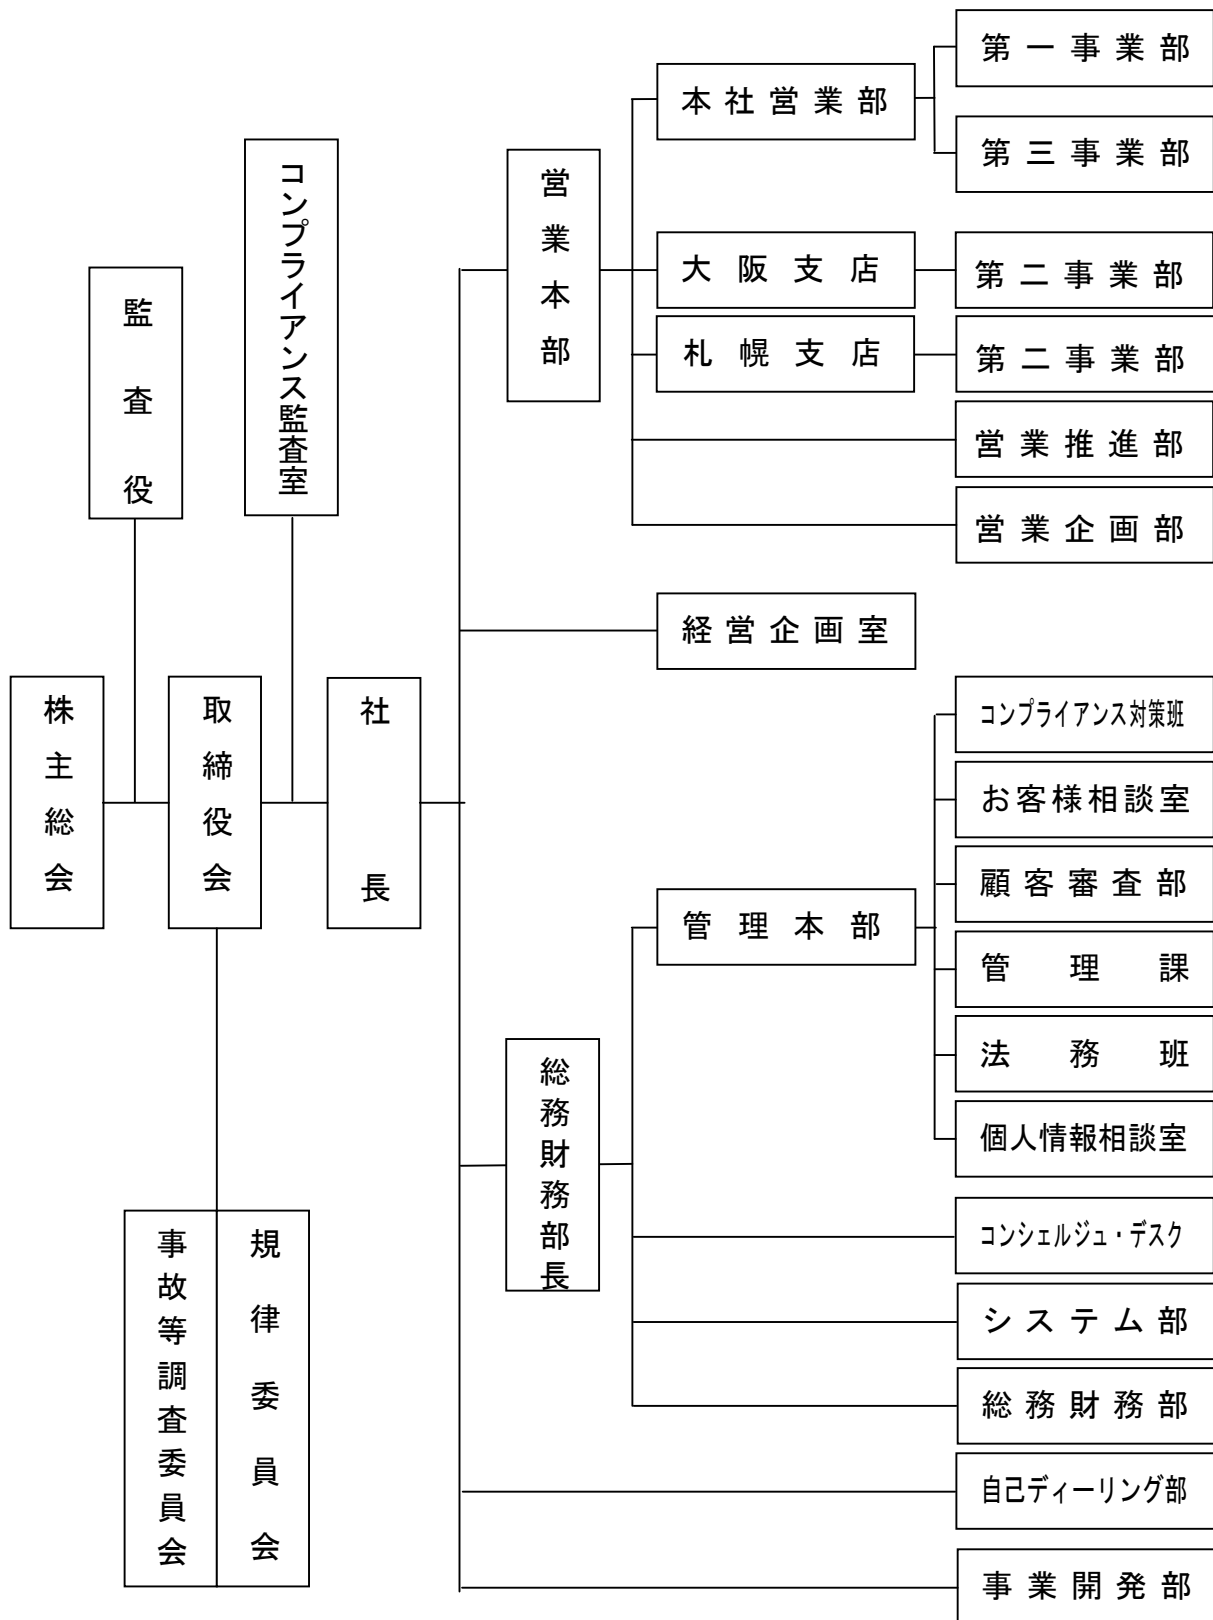 株主総会
監査役
取締役会
コンプライアンス監査室
事故等調査委員会
規律委員会
社長
営業本部
本社営業部
第一事業部
第三事業部
大阪支店
第二事業部
札幌支店
第二事業部
営業推進部
営業企画部
経営企画室
総務財務部長
管理本部
コンプライアンス対策班
お客様相談室
顧客審査部
管理課
法務班
個人情報相談室
コンシェルジュ・デスク
システム部
総務財務部
自己ディーリング部
事業開発部